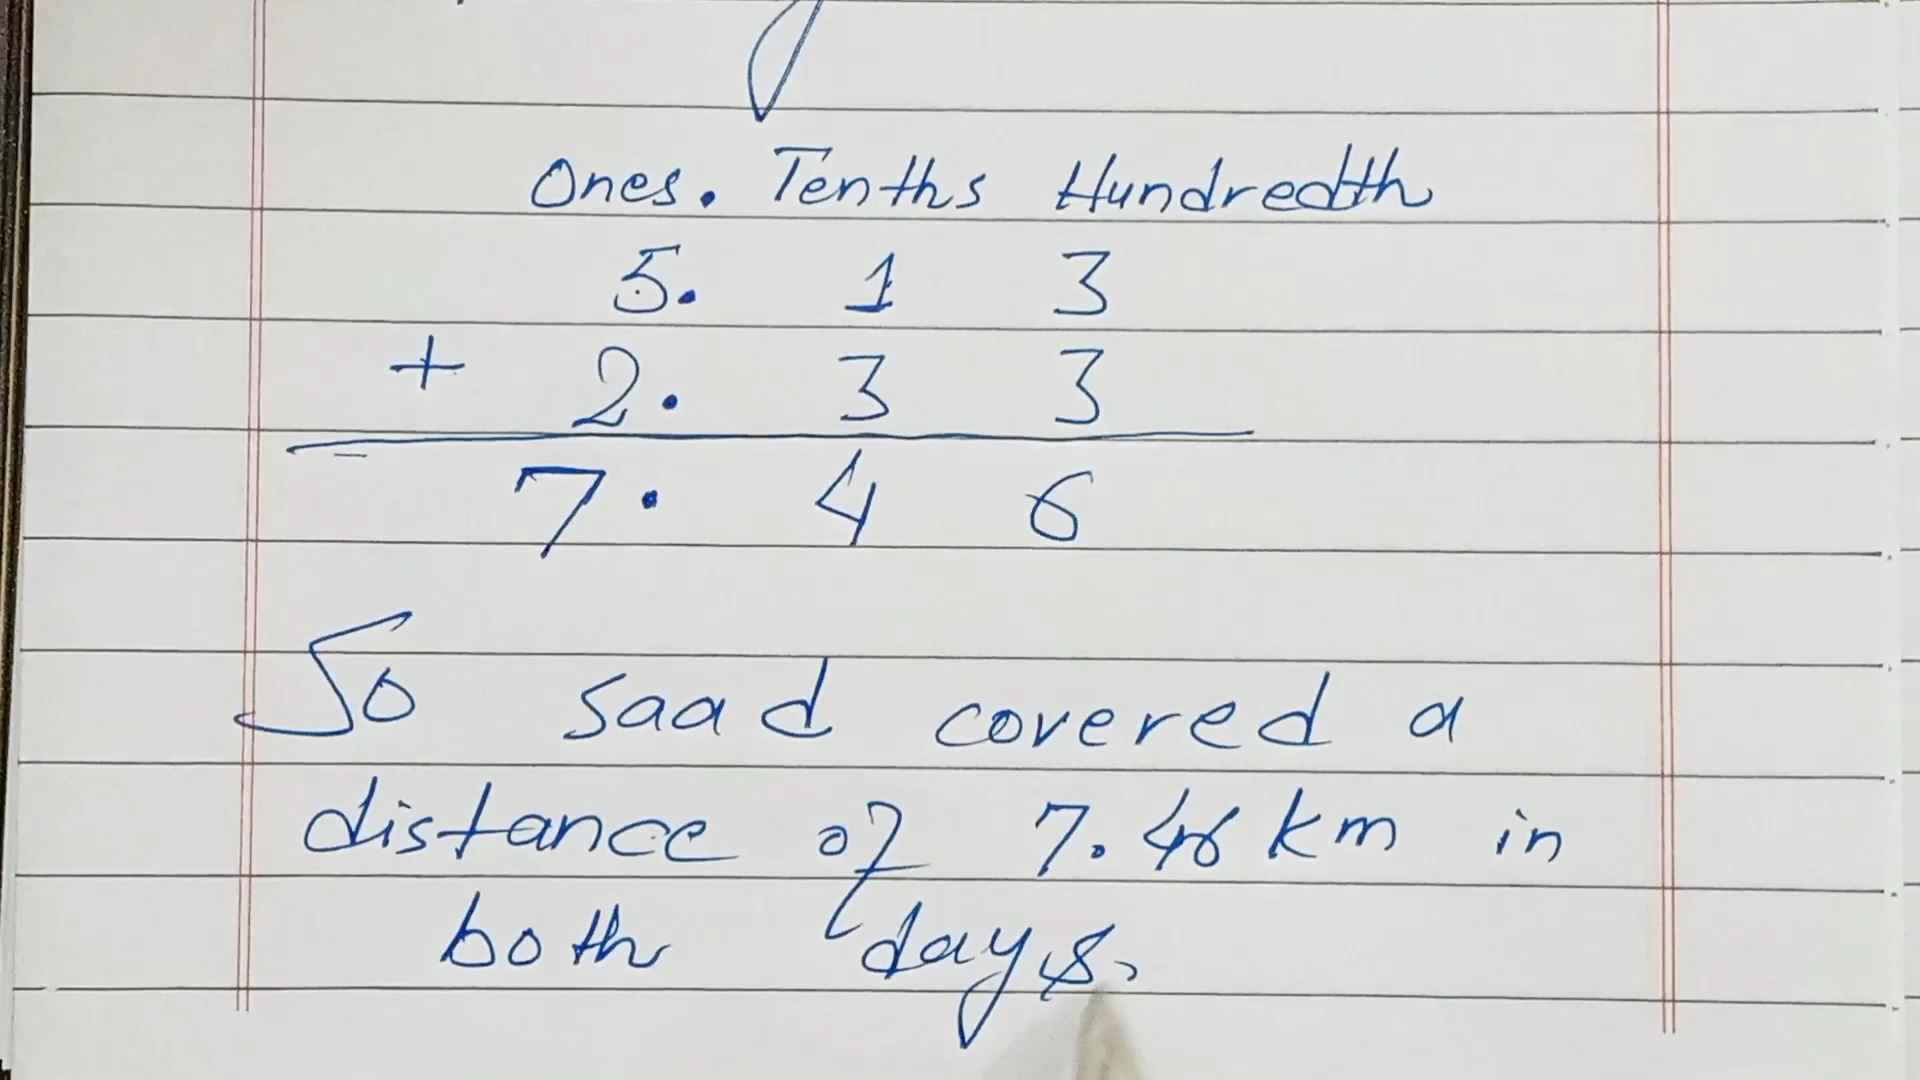 Ones. Tenths Hundredth
5. 1 3
+ 2. 3 3
7. 4 6
So saad covered a
distance of 7.46 km in
both days.